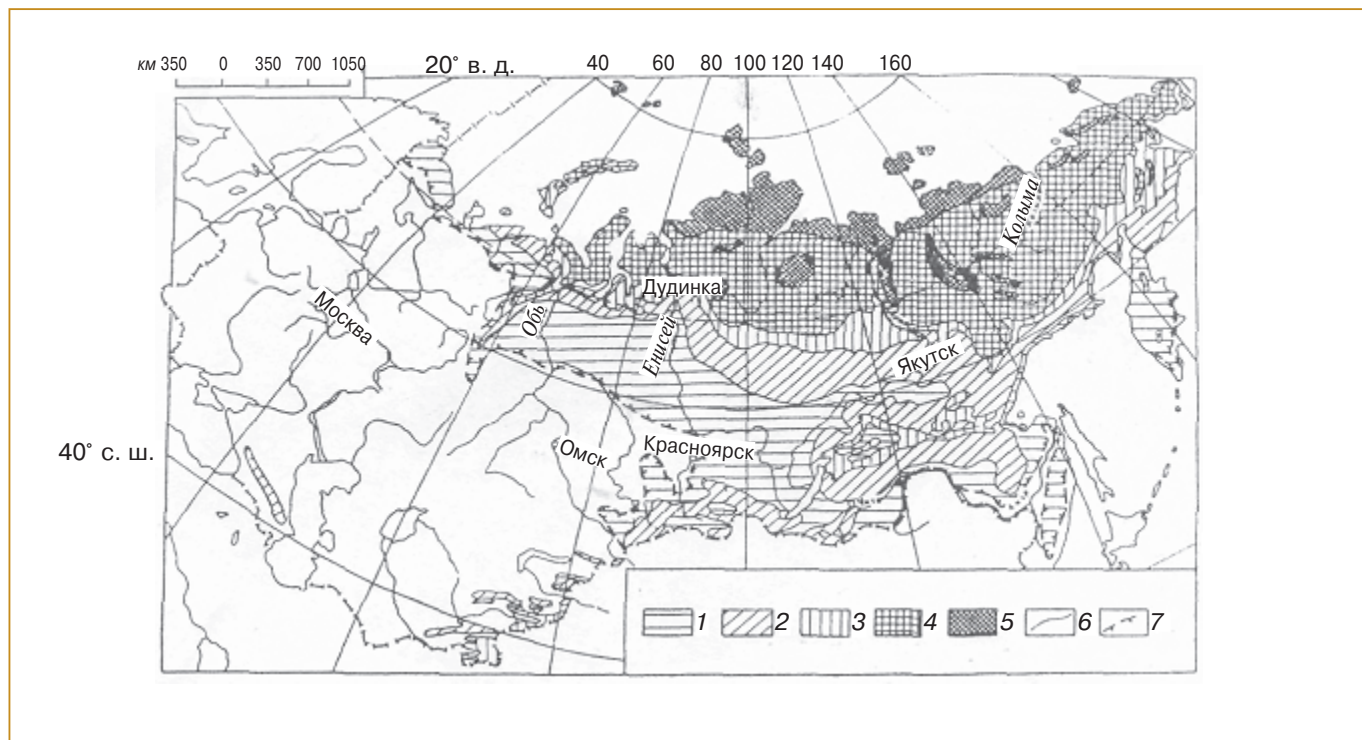 км 350 0 350 700 1050 20° в. д. 40 60 80 100 120 140 160
Колыма
Дудинка
Москва
Обь
Енисей
Якутск
40° с. ш.
Омск
Красноярск
1 2 3 4 5 6 7